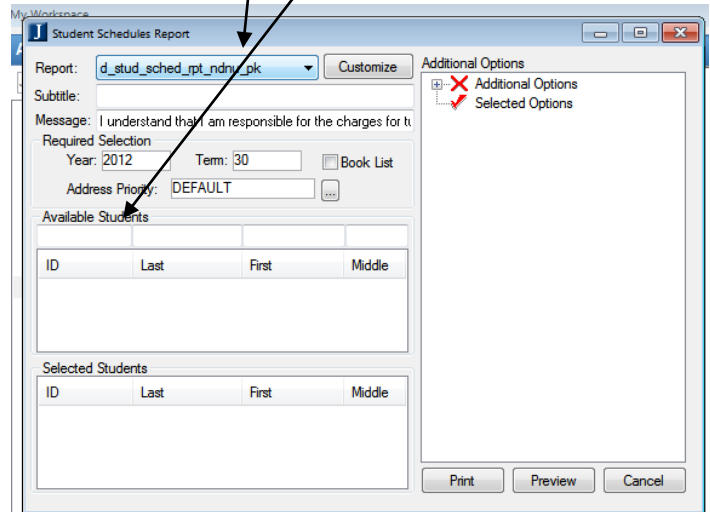 My Workspace
Student Schedules Report
Report: d_stud_sched_rpt_ndnu_pk Customize
Subtitle:
Message: I understand that I am responsible for the charges for tu
Required Selection
Year: 2012 Term: 30 Book List
Address Priority: DEFAULT ...
Available Students
ID Last First Middle
Selected Students
ID Last First Middle
Additional Options
Additional Options
Selected Options
Print Preview Cancel